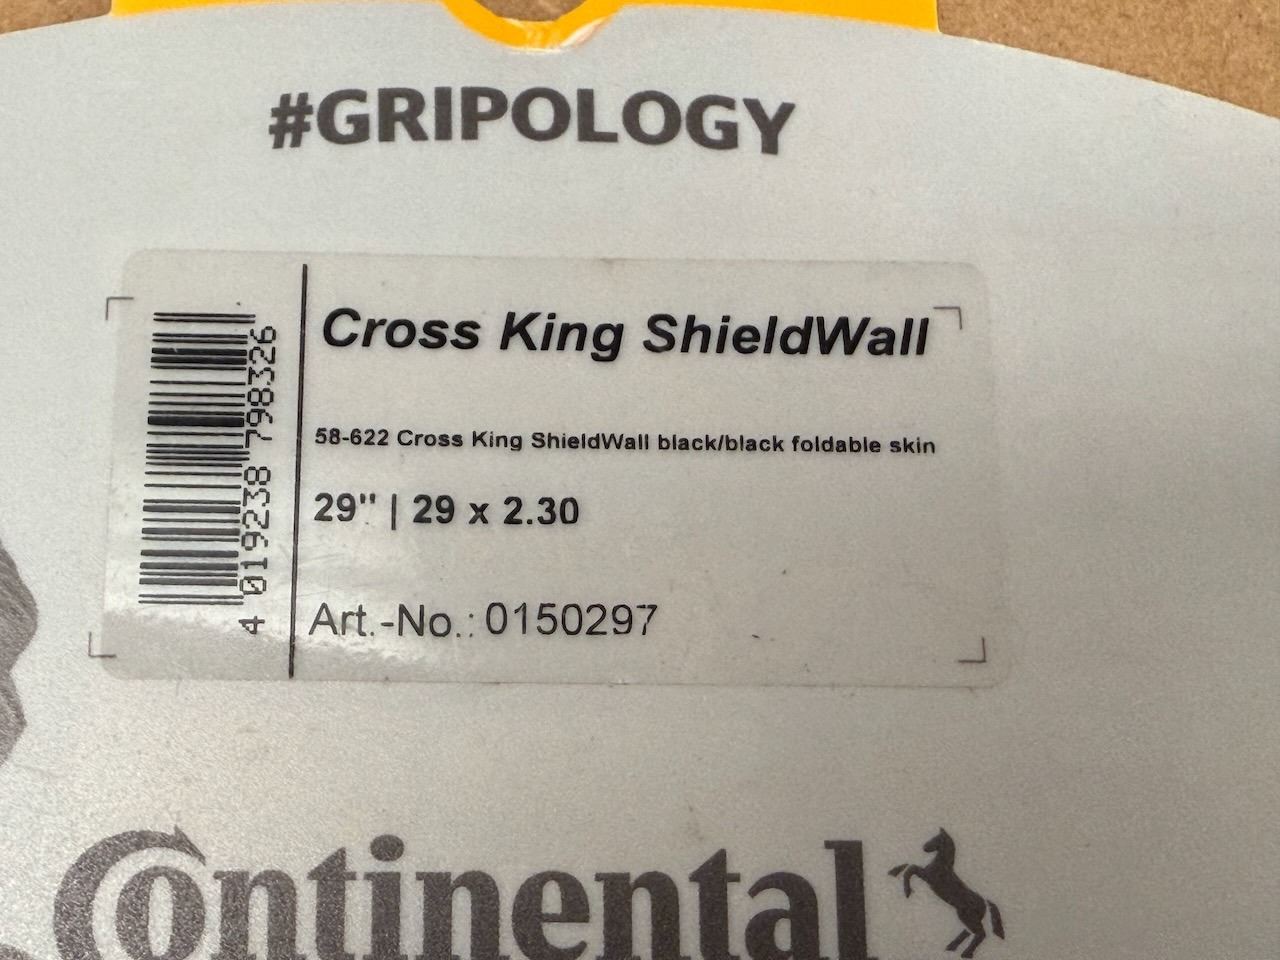 #GRIPOLOGY
Cross King ShieldWall
58-622 Cross King ShieldWall black/black foldable skin
29" | 29 x 2.30
Art.-No.: 0150297
4 019238 798326
Continental